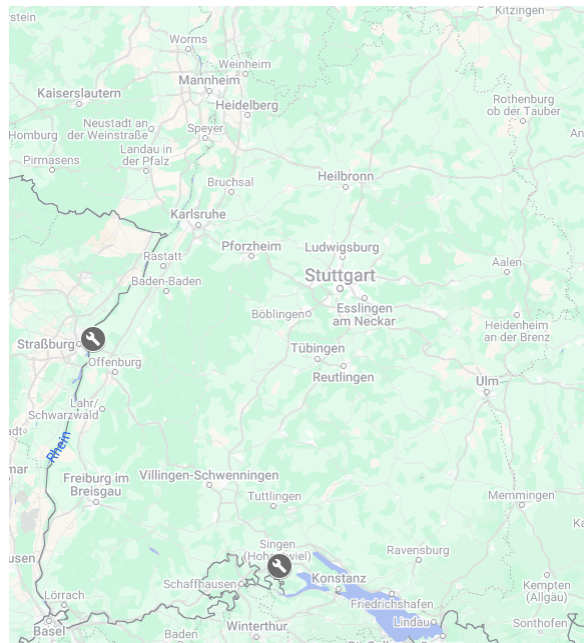 Kitzingen
Worms
Weinheim
Mannheim
Kaiserslautern
Heidelberg
Rothenburg
ob der Tauber
Neustadt an
der Weinstraße
Speyer
Homburg
An
Landau in
der Pfalz
Pirmasens
Heilbronn
Bruchsal
Karlsruhe
Pforzheim
Ludwigsburg
Aalen
Rastatt
Stuttgart
Baden-Baden
Esslingen
am Neckar
Böblingen
Heidenheim
an der Brenz
Straßburg
Tübingen
Offenburg
Reutlingen
Ulm
Lahr/
Schwarzwald
Rhein
Freiburg im
Breisgau
Villingen-Schwenningen
Tuttlingen
Memmingen
Singen
Ravensburg
Schaffhausen
Konstanz
Kempten
(Allgäu)
Lörrach
Friedrichshafen
Basel
Baden
Winterthur
Lindau
Sonthofen